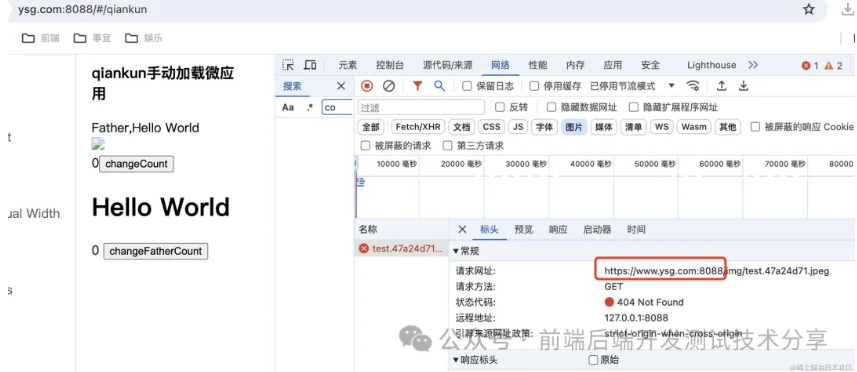 ysg.com:8088/#/qiankun
前端 事宜 娱乐
元素 控制台 源代码/来源 网络 性能 内存 应用 安全 Lighthouse 1 2
qiankun手动加载微应用
搜索 保留日志 停用缓存 已停用节流模式
Aa .* co 过滤 反转 隐藏数据网址 隐藏扩展程序网址
Father,Hello World
全部 Fetch/XHR 文档 CSS JS 字体 图片 媒体 清单 WS Wasm 其他 被屏蔽的响应 Cookie
被屏蔽的请求 第三方请求
0 changeCount
10000 毫秒 20000 毫秒 30000 毫秒 40000 毫秒 50000 毫秒 60000 毫秒 70000 毫秒 80000
t
ual Width
s
Hello World
0 changeFatherCount
名称 标头 预览 响应 启动器 时间
test.47a24d71...
常规
请求网址: https://www.ysg.com:8088/img/test.47a24d71.jpeg
请求方法: GET
状态代码: 404 Not Found
远程地址: 127.0.0.1:8088
引荐来源网址政策: strict-origin-when-cross-origin
公众号 · 前端后端开发测试技术分享
响应标头 原始
@稀土掘金技术社区